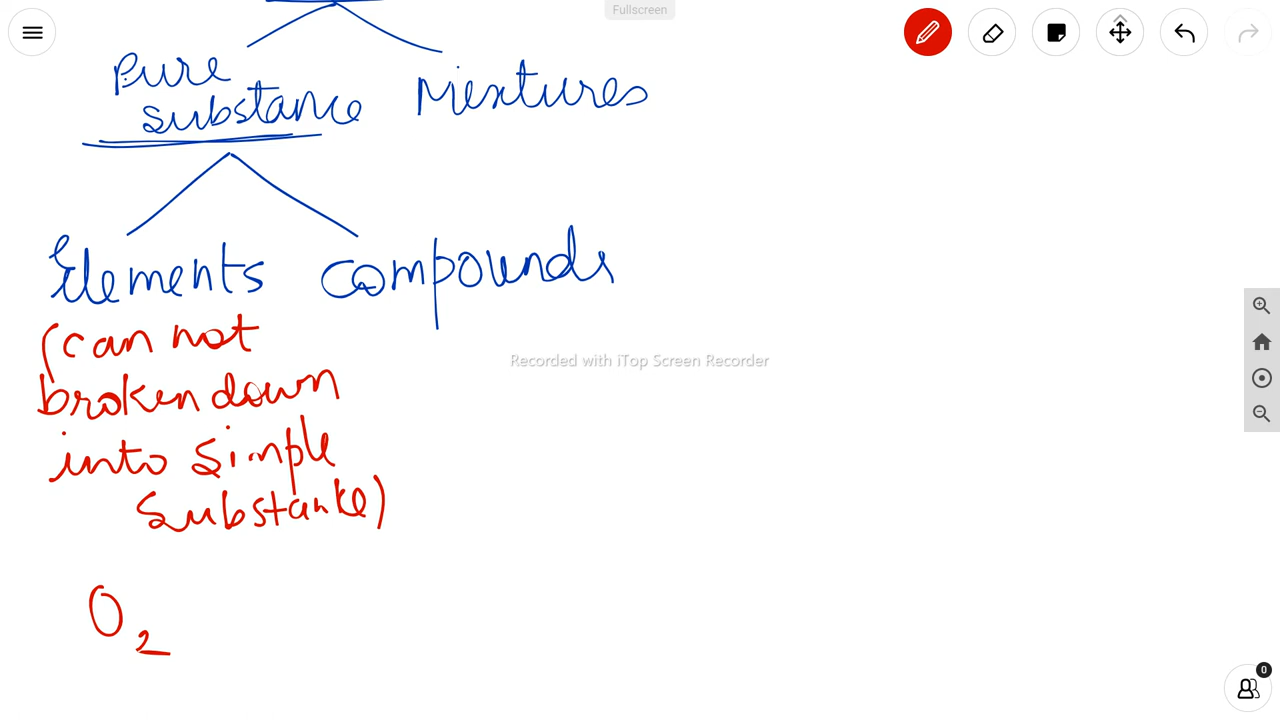 Fullscreen
Pure
substance
Mixtures
Elements
compounds
(can not
broken down
into simple
substance)
Recorded with iTop Screen Recorder
O2
0